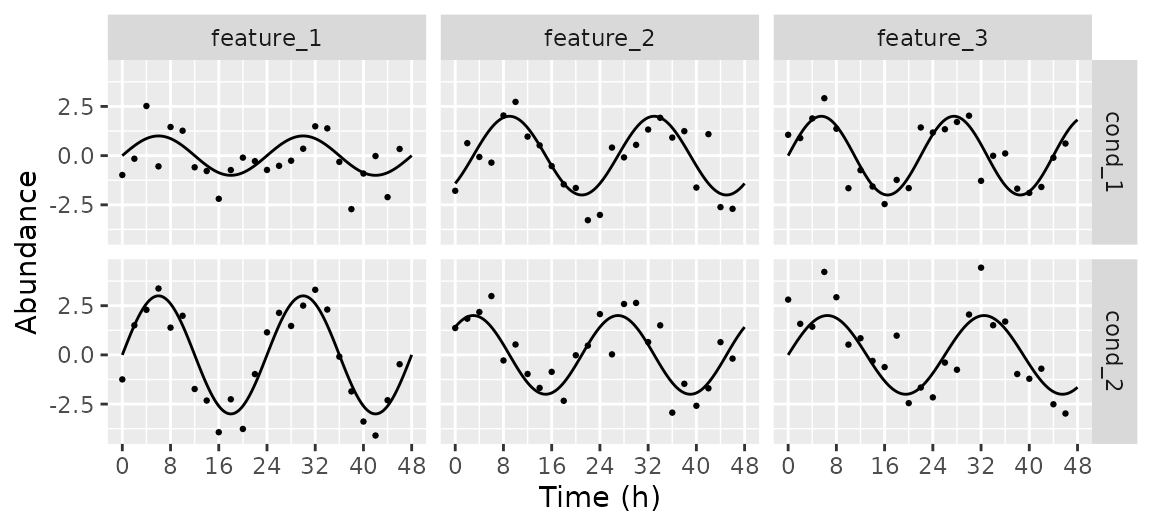 feature_1 feature_2 feature_3
cond_1
2.5
0.0
-2.5
cond_2
2.5
0.0
-2.5
Abundance
0 8 16 24 32 40 48 0 8 16 24 32 40 48 0 8 16 24 32 40 48
Time (h)